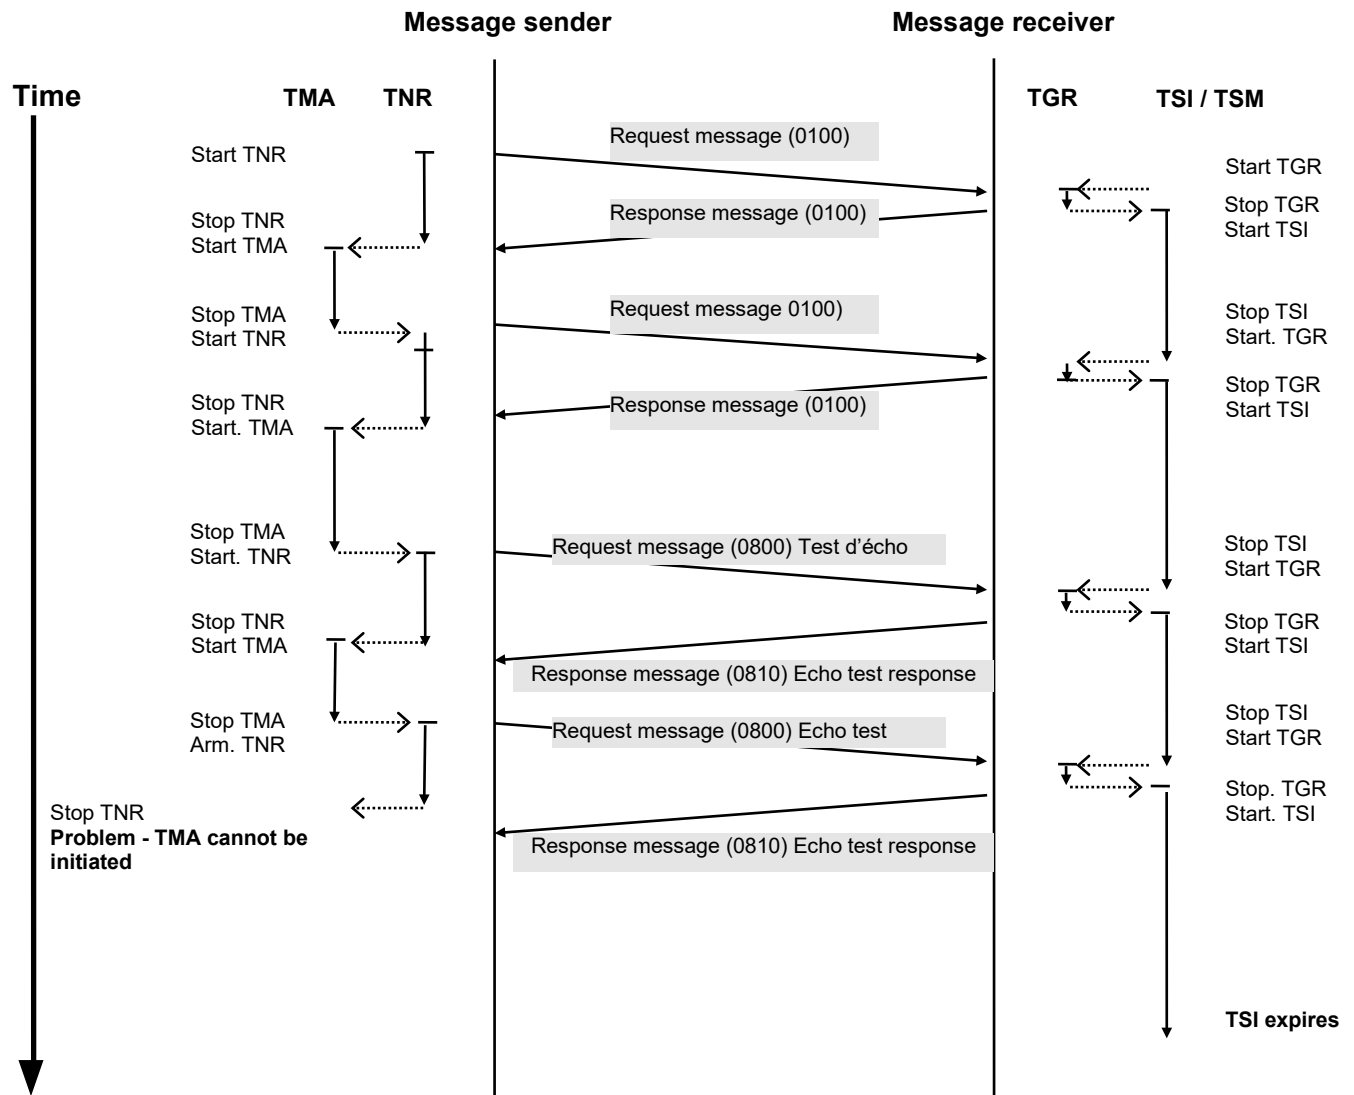 Message sender
Message receiver
Time
TMA
TNR
TGR
TSI / TSM
Request message (0100)
Start TNR
Start TGR
Stop TNR
Start TMA
Response message (0100)
Stop TGR
Start TSI
Stop TMA
Start TNR
Request message 0100)
Stop TSI
Start. TGR
Stop TNR
Start. TMA
Response message (0100)
Stop TGR
Start TSI
Stop TMA
Start. TNR
Request message (0800) Test d’écho
Stop TSI
Start TGR
Stop TNR
Start TMA
Stop TGR
Start TSI
Response message (0810) Echo test response
Stop TMA
Arm. TNR
Request message (0800) Echo test
Stop TSI
Start TGR
Stop TNR
Problem - TMA cannot be
initiated
Stop. TGR
Start. TSI
Response message (0810) Echo test response
TSI expires